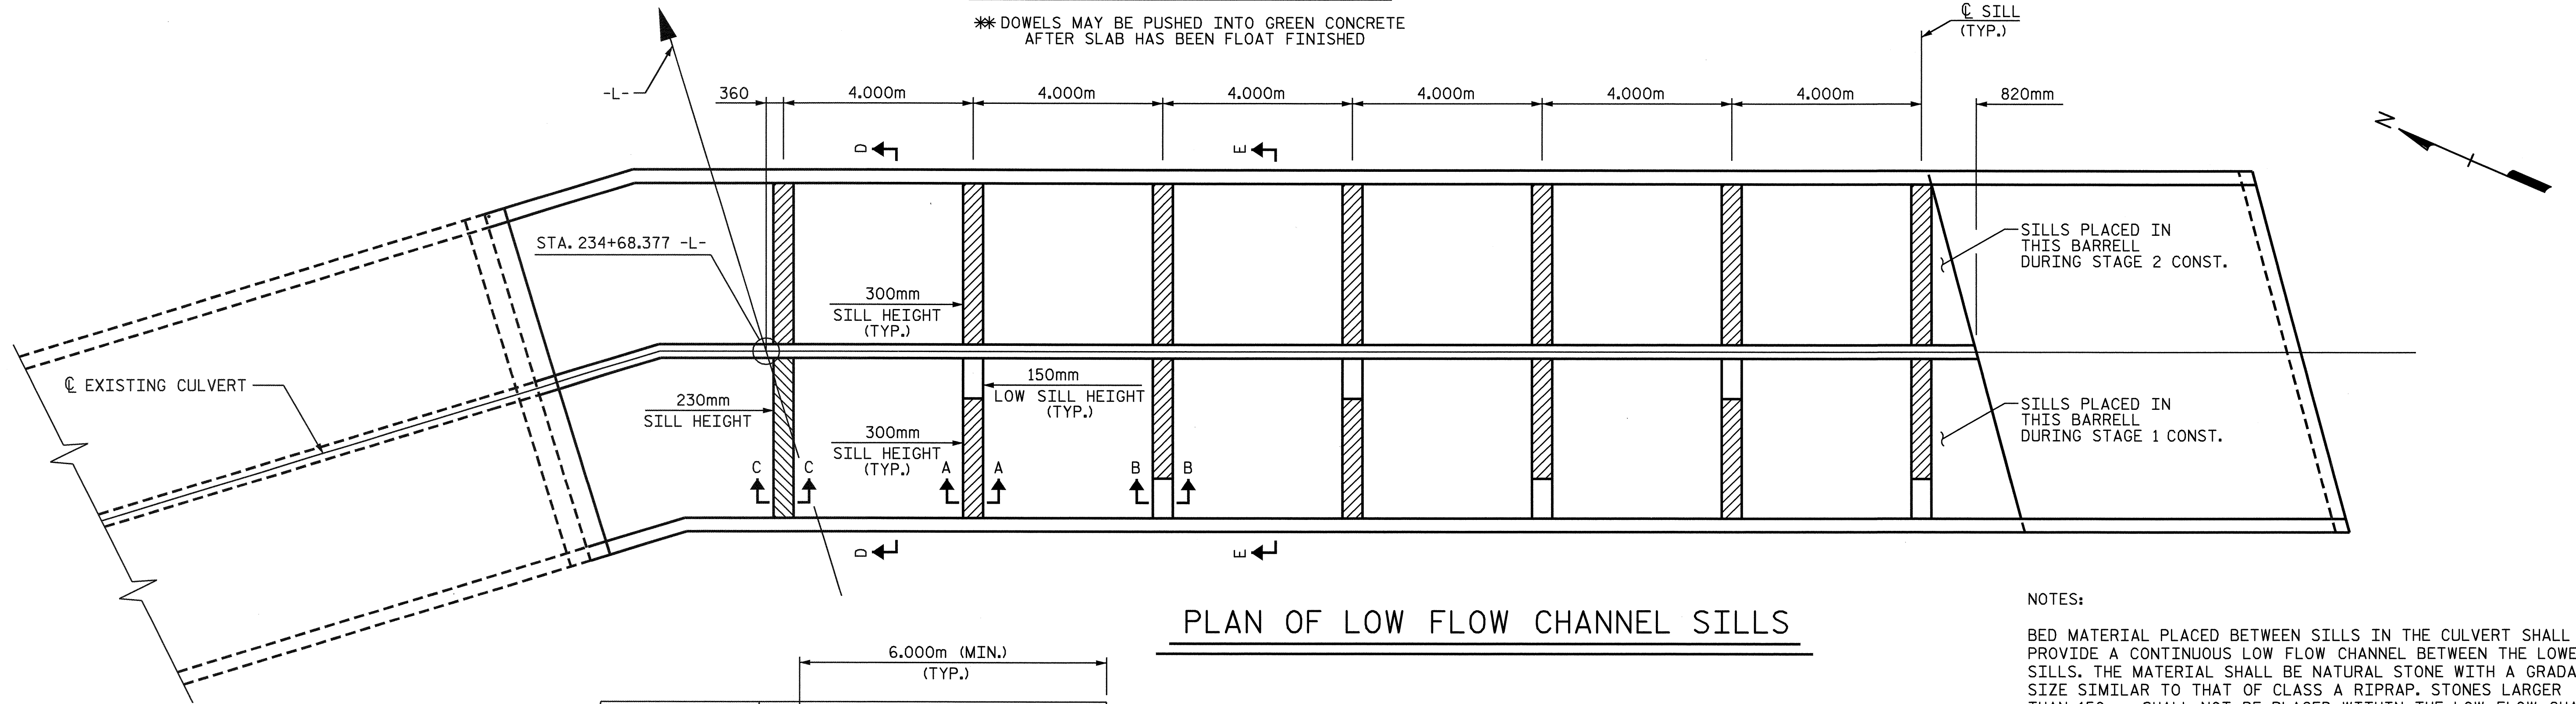 ** DOWELS MAY BE PUSHED INTO GREEN CONCRETE
AFTER SLAB HAS BEEN FLOAT FINISHED
℄ SILL
(TYP.)
-L-
360
4.000m
4.000m
4.000m
4.000m
4.000m
4.000m
820mm
N
D
E
STA. 234+68.377 -L-
SILLS PLACED IN
THIS BARRELL
DURING STAGE 2 CONST.
300mm
SILL HEIGHT
(TYP.)
℄ EXISTING CULVERT
150mm
LOW SILL HEIGHT
(TYP.)
230mm
SILL HEIGHT
300mm
SILL HEIGHT
(TYP.)
SILLS PLACED IN
THIS BARRELL
DURING STAGE 1 CONST.
C
C
A
A
B
B
D
E
PLAN OF LOW FLOW CHANNEL SILLS
6.000m (MIN.)
(TYP.)
NOTES:
BED MATERIAL PLACED BETWEEN SILLS IN THE CULVERT SHALL
PROVIDE A CONTINUOUS LOW FLOW CHANNEL BETWEEN THE LOWE
SILLS. THE MATERIAL SHALL BE NATURAL STONE WITH A GRADA
SIZE SIMILAR TO THAT OF CLASS A RIPRAP. STONES LARGER